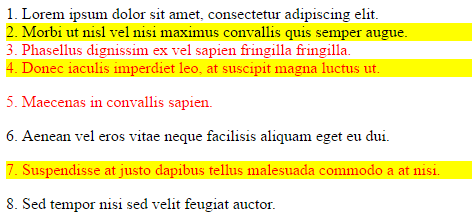 1. Lorem ipsum dolor sit amet, consectetur adipiscing elit.
2. Morbi ut nisl vel nisi maximus convallis quis semper augue.
3. Phasellus dignissim ex vel sapien fringilla fringilla.
4. Donec iaculis imperdiet leo, at suscipit magna luctus ut.
5. Maecenas in convallis sapien.
6. Aenean vel eros vitae neque facilisis aliquam eget eu dui.
7. Suspendisse at justo dapibus tellus malesuada commodo a at nisi.
8. Sed tempor nisi sed velit feugiat auctor.